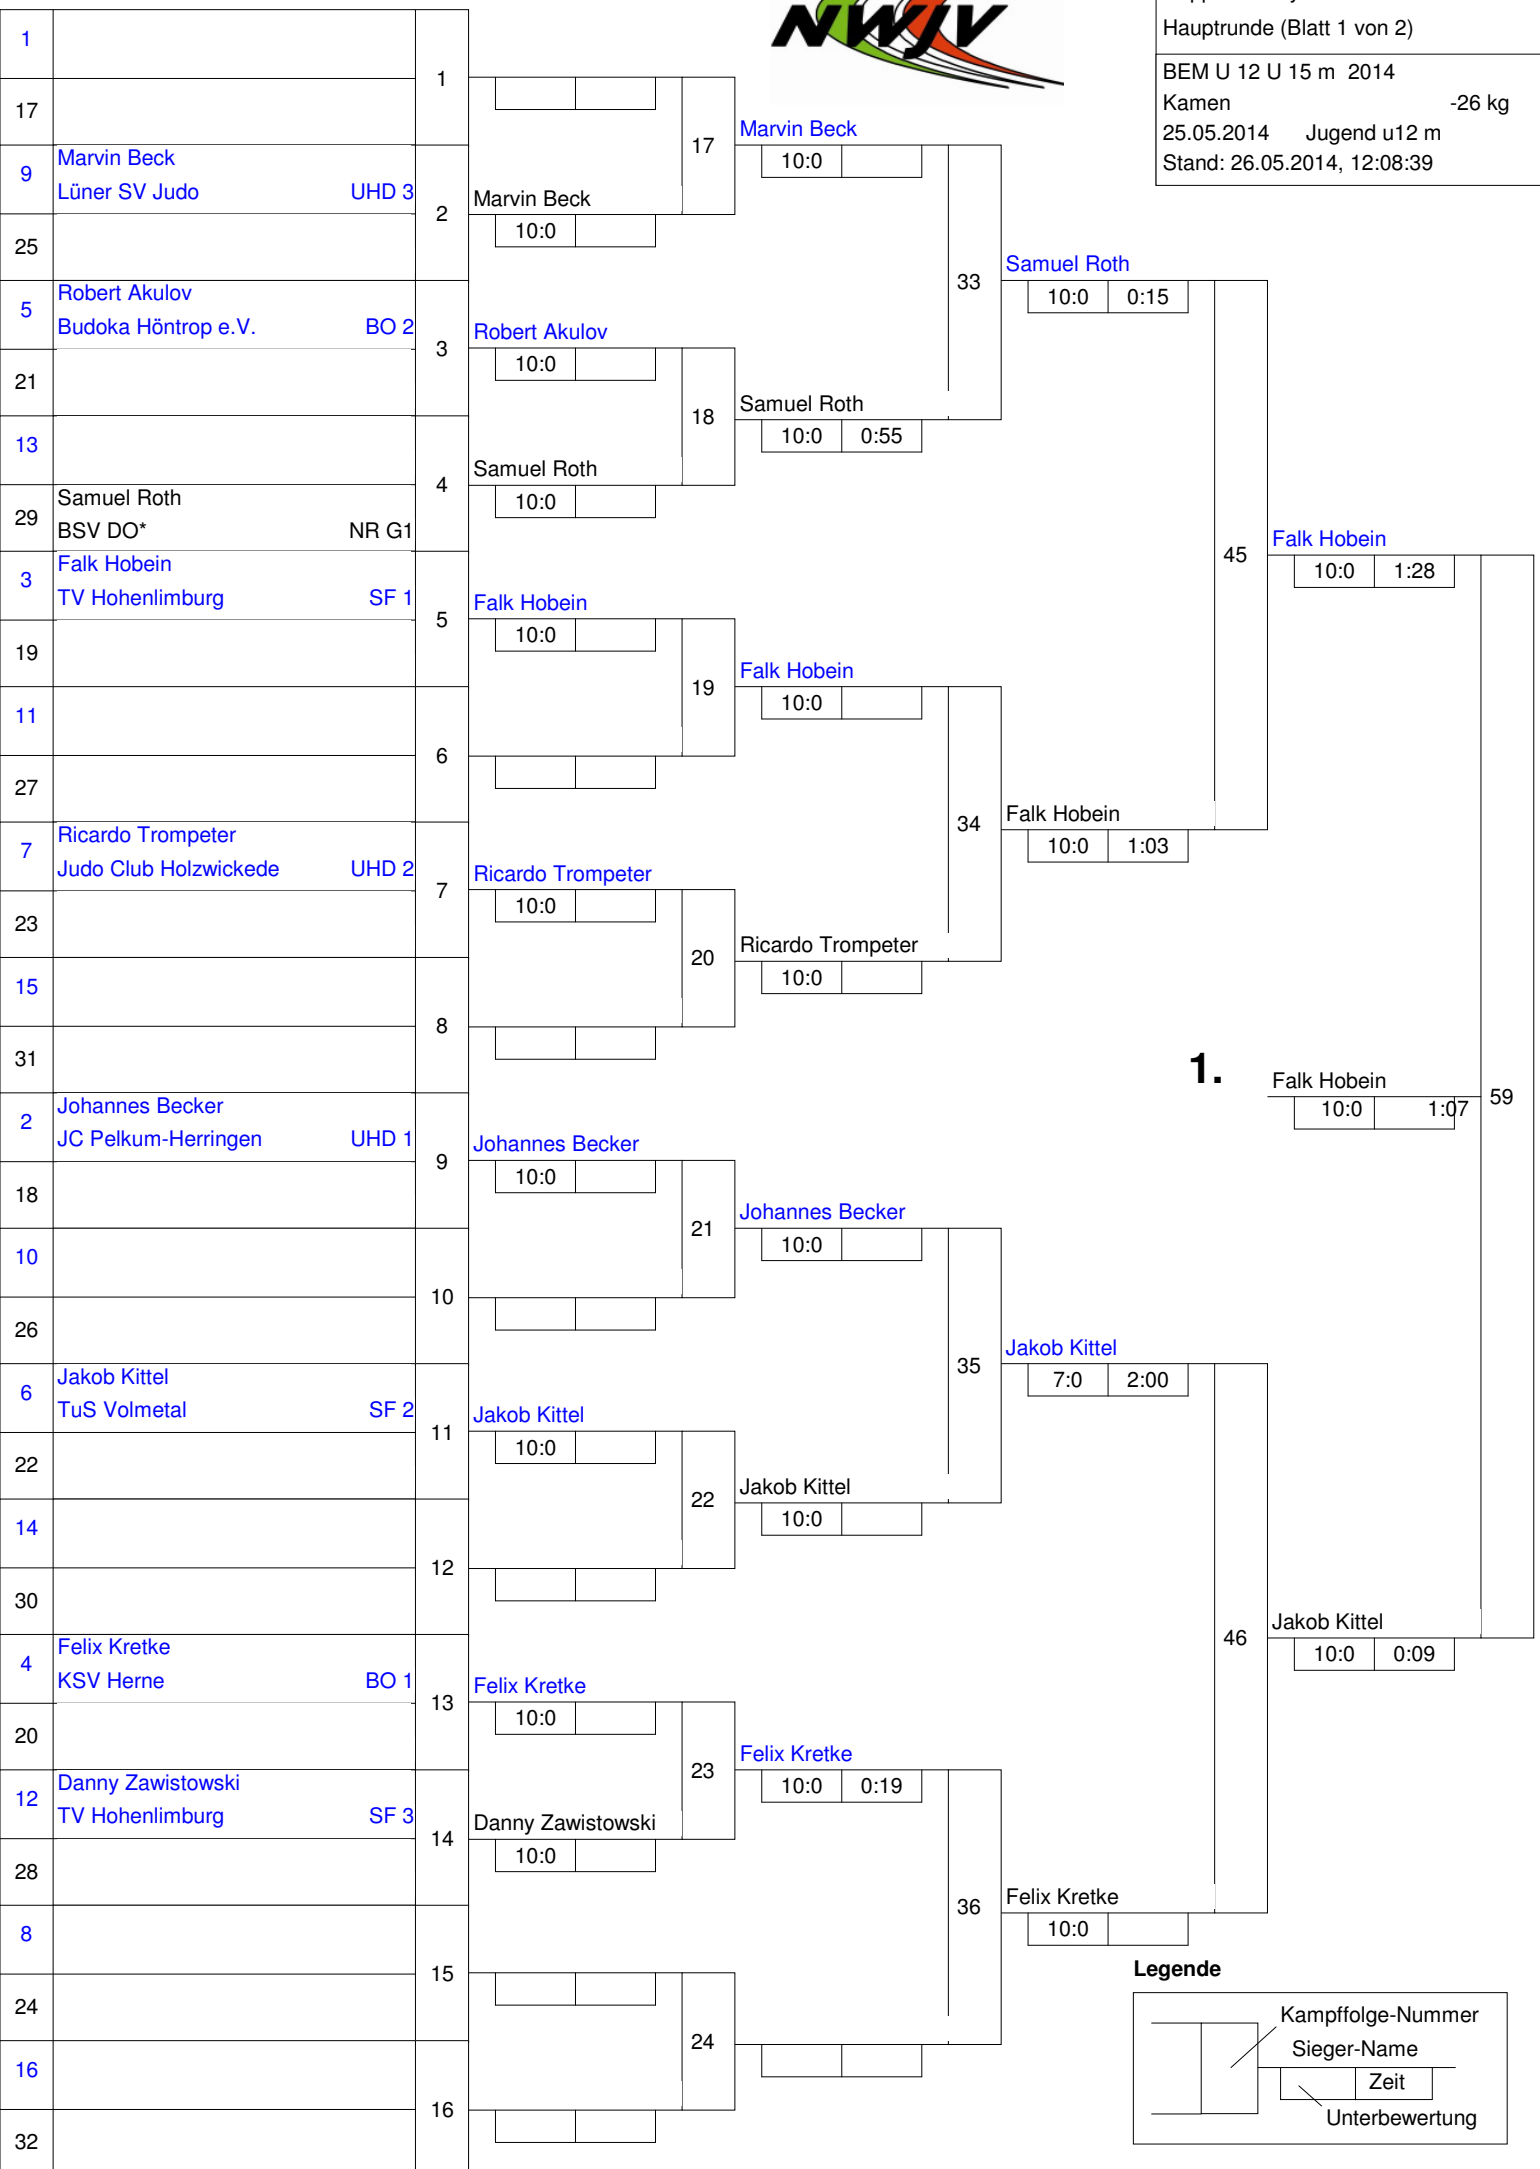 NWJV
Hauptrunde (Blatt 1 von 2)
BEM U 12 U 15 m 2014
Kamen -26 kg
25.05.2014 Jugend u12 m
Stand: 26.05.2014, 12:08:39
1
17
9 Marvin Beck
Lüner SV Judo UHD 3
25
5 Robert Akulov
Budoka Höntrop e.V. BO 2
21
13
29 Samuel Roth
BSV DO* NR G1
3 Falk Hobein
TV Hohenlimburg SF 1
19
11
27
7 Ricardo Trompeter
Judo Club Holzwickede UHD 2
23
15
31
2 Johannes Becker
JC Pelkum-Herringen UHD 1
18
10
26
6 Jakob Kittel
TuS Volmetal SF 2
22
14
30
4 Felix Kretke
KSV Herne BO 1
20
12 Danny Zawistowski
TV Hohenlimburg SF 3
28
8
24
16
32
1
2 Marvin Beck
10:0
3 Robert Akulov
10:0
4 Samuel Roth
10:0
5 Falk Hobein
10:0
6
7 Ricardo Trompeter
10:0
8
9 Johannes Becker
10:0
10
11 Jakob Kittel
10:0
12
13 Felix Kretke
10:0
14 Danny Zawistowski
10:0
15
16
17 Marvin Beck
10:0
18 Samuel Roth
10:0 0:55
19 Falk Hobein
10:0
20 Ricardo Trompeter
10:0
21 Johannes Becker
10:0
22 Jakob Kittel
10:0
23 Felix Kretke
10:0 0:19
24
33 Samuel Roth
10:0 0:15
34 Falk Hobein
10:0 1:03
35 Jakob Kittel
7:0 2:00
36 Felix Kretke
10:0
45 Falk Hobein
10:0 1:28
46 Jakob Kittel
10:0 0:09
1. Falk Hobein 59
10:0 1:07
Legende
Kampffolge-Nummer
Sieger-Name
Zeit
Unterbewertung